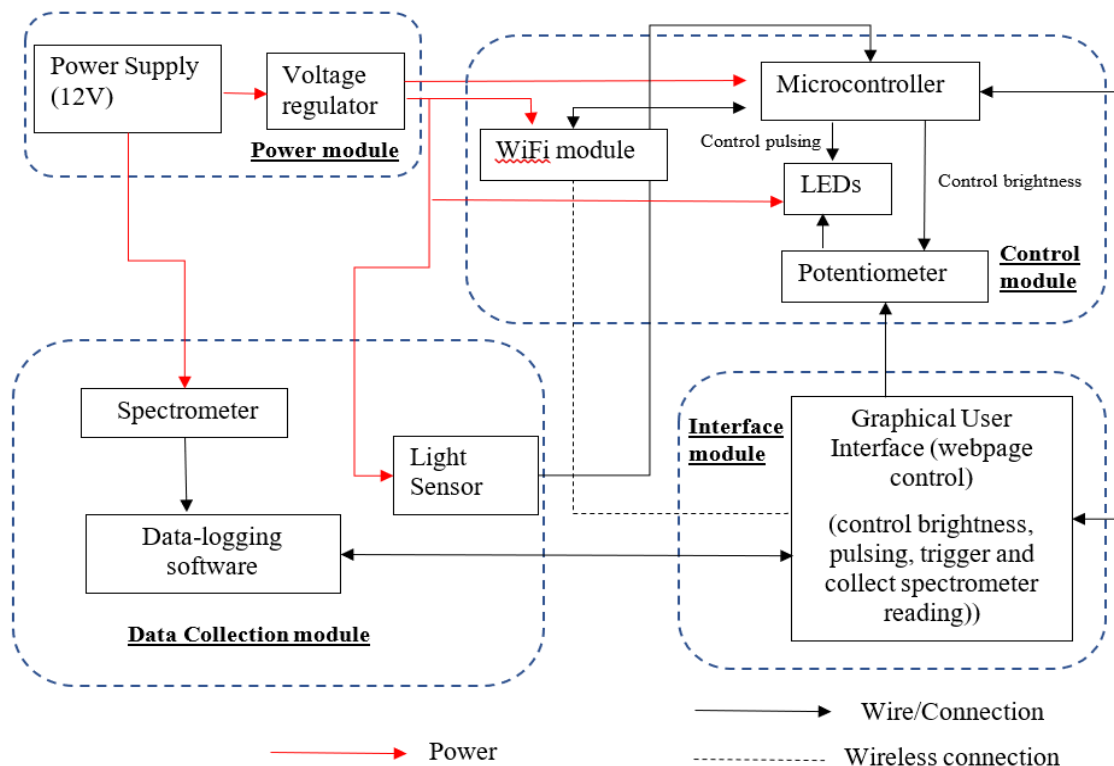 Power Supply
(12V)
Voltage
regulator
Power module
Microcontroller
WiFi module
Control pulsing
LEDs
Control brightness
Potentiometer
Control
module
Spectrometer
Light
Sensor
Data-logging
software
Data Collection module
Interface
module
Graphical User
Interface (webpage
control)
(control brightness,
pulsing, trigger and
collect spectrometer
reading))
Wire/Connection
Power
Wireless connection